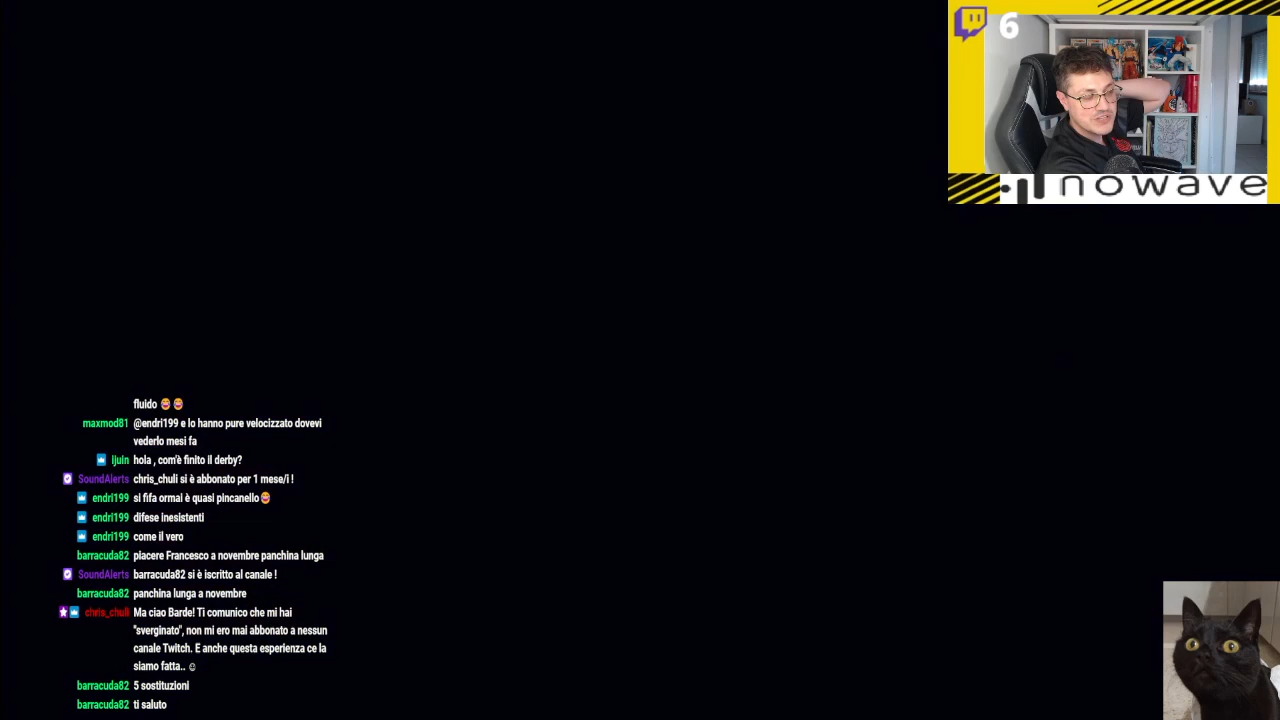 6
nowave
fluido 😂 😂
maxmod81 @endri199 e lo hanno pure velocizzato dovevi
vederlo mesi fa
ijuin hola , com'è finito il derby?
SoundAlerts chris_chuli si è abbonato per 1 mese/i !
endri199 si fifa ormai è quasi pincanello😂
endri199 difese inesistenti
endri199 come il vero
barracuda82 piacere Francesco a novembre panchina lunga
SoundAlerts barracuda82 si è iscritto al canale !
barracuda82 panchina lunga a novembre
chris_chuli Ma ciao Barde! Ti comunico che mi hai
"sverginato", non mi ero mai abbonato a nessun
canale Twitch. E anche questa esperienza ce la
siamo fatta.. ☺
barracuda82 5 sostituzioni
barracuda82 ti saluto